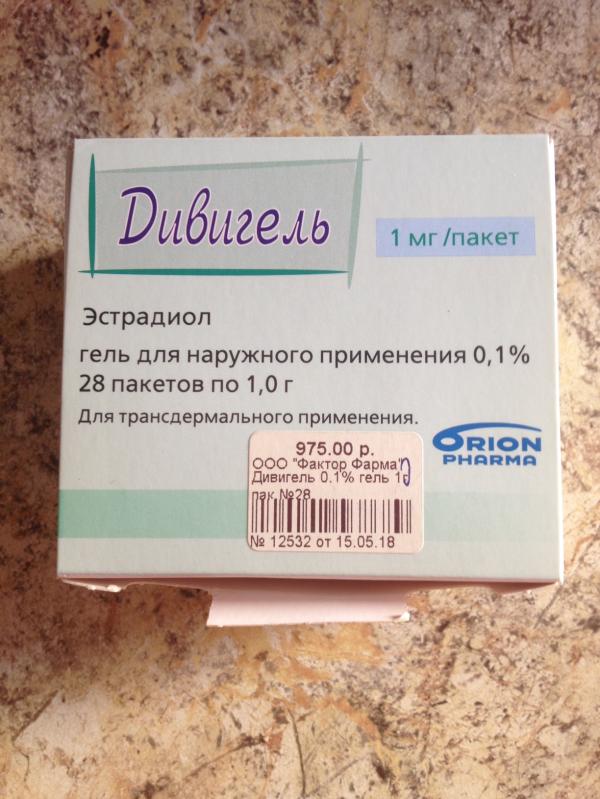 Дивигель
1 мг/пакет
Эстрадиол
гель для наружного применения 0,1%
28 пакетов по 1,0 г
Для трансдермального применения.
ORION
PHARMA
975.00 р.
ООО "Фактор Фарма"
Дивигель 0.1% гель 1г
пак №28
№ 12532 от 15.05.18